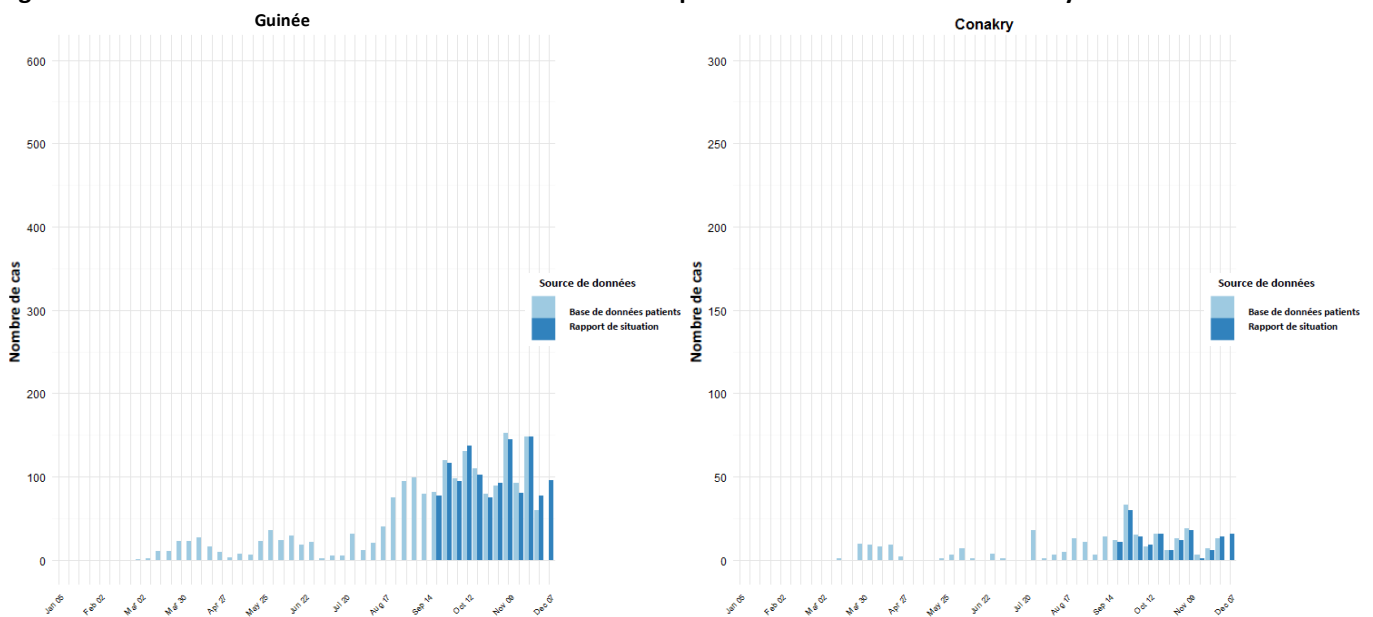 Guinée
Conakry
600
500
400
300
200
100
0
Nombre de cas
Jan 05
Feb 02
Mar 02
Mar 30
Apr 27
May 25
Jun 22
Jul 20
Aug 17
Sep 14
Oct 12
Nov 09
Dec 07
Source de données
Base de données patients
Rapport de situation
300
250
200
150
100
50
0
Nombre de cas
Jan 05
Feb 02
Mar 02
Mar 30
Apr 27
May 25
Jun 22
Jul 20
Aug 17
Sep 14
Oct 12
Nov 09
Dec 07
Source de données
Base de données patients
Rapport de situation